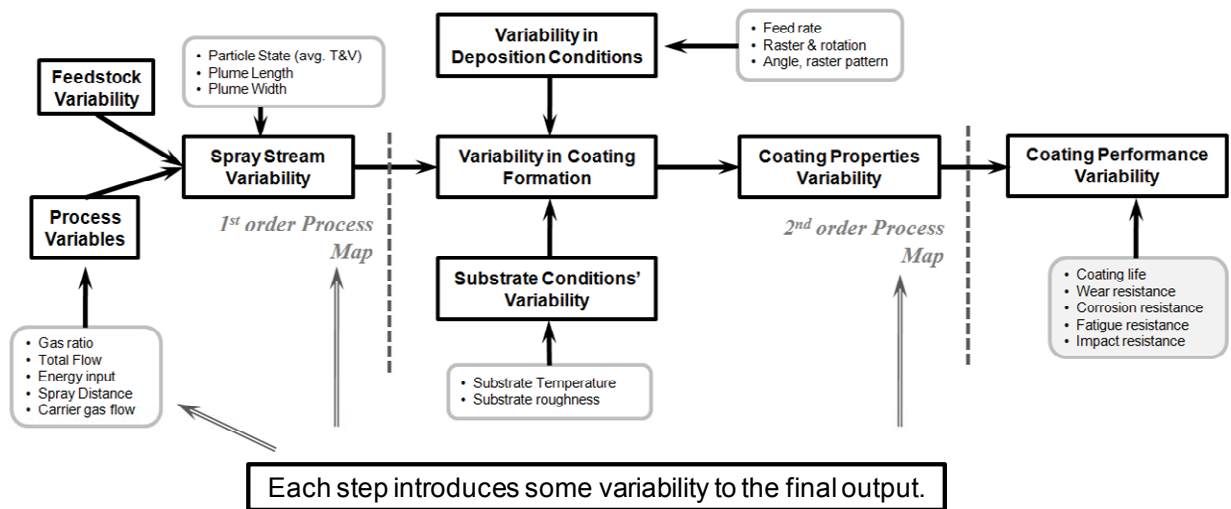 • Feed rate
• Raster & rotation
• Angle, raster pattern
Variability in
Deposition Conditions
• Particle State (avg. T&V)
• Plume Length
• Plume Width
Feedstock
Variability
Spray Stream
Variability
Variability in Coating
Formation
Coating Properties
Variability
Coating Performance
Variability
Process
Variables
1st order Process
Map
2nd order Process
Map
Substrate Conditions’
Variability
• Coating life
• Wear resistance
• Corrosion resistance
• Fatigue resistance
• Impact resistance
• Gas ratio
• Total Flow
• Energy input
• Spray Distance
• Carrier gas flow
• Substrate Temperature
• Substrate roughness
Each step introduces some variability to the final output.